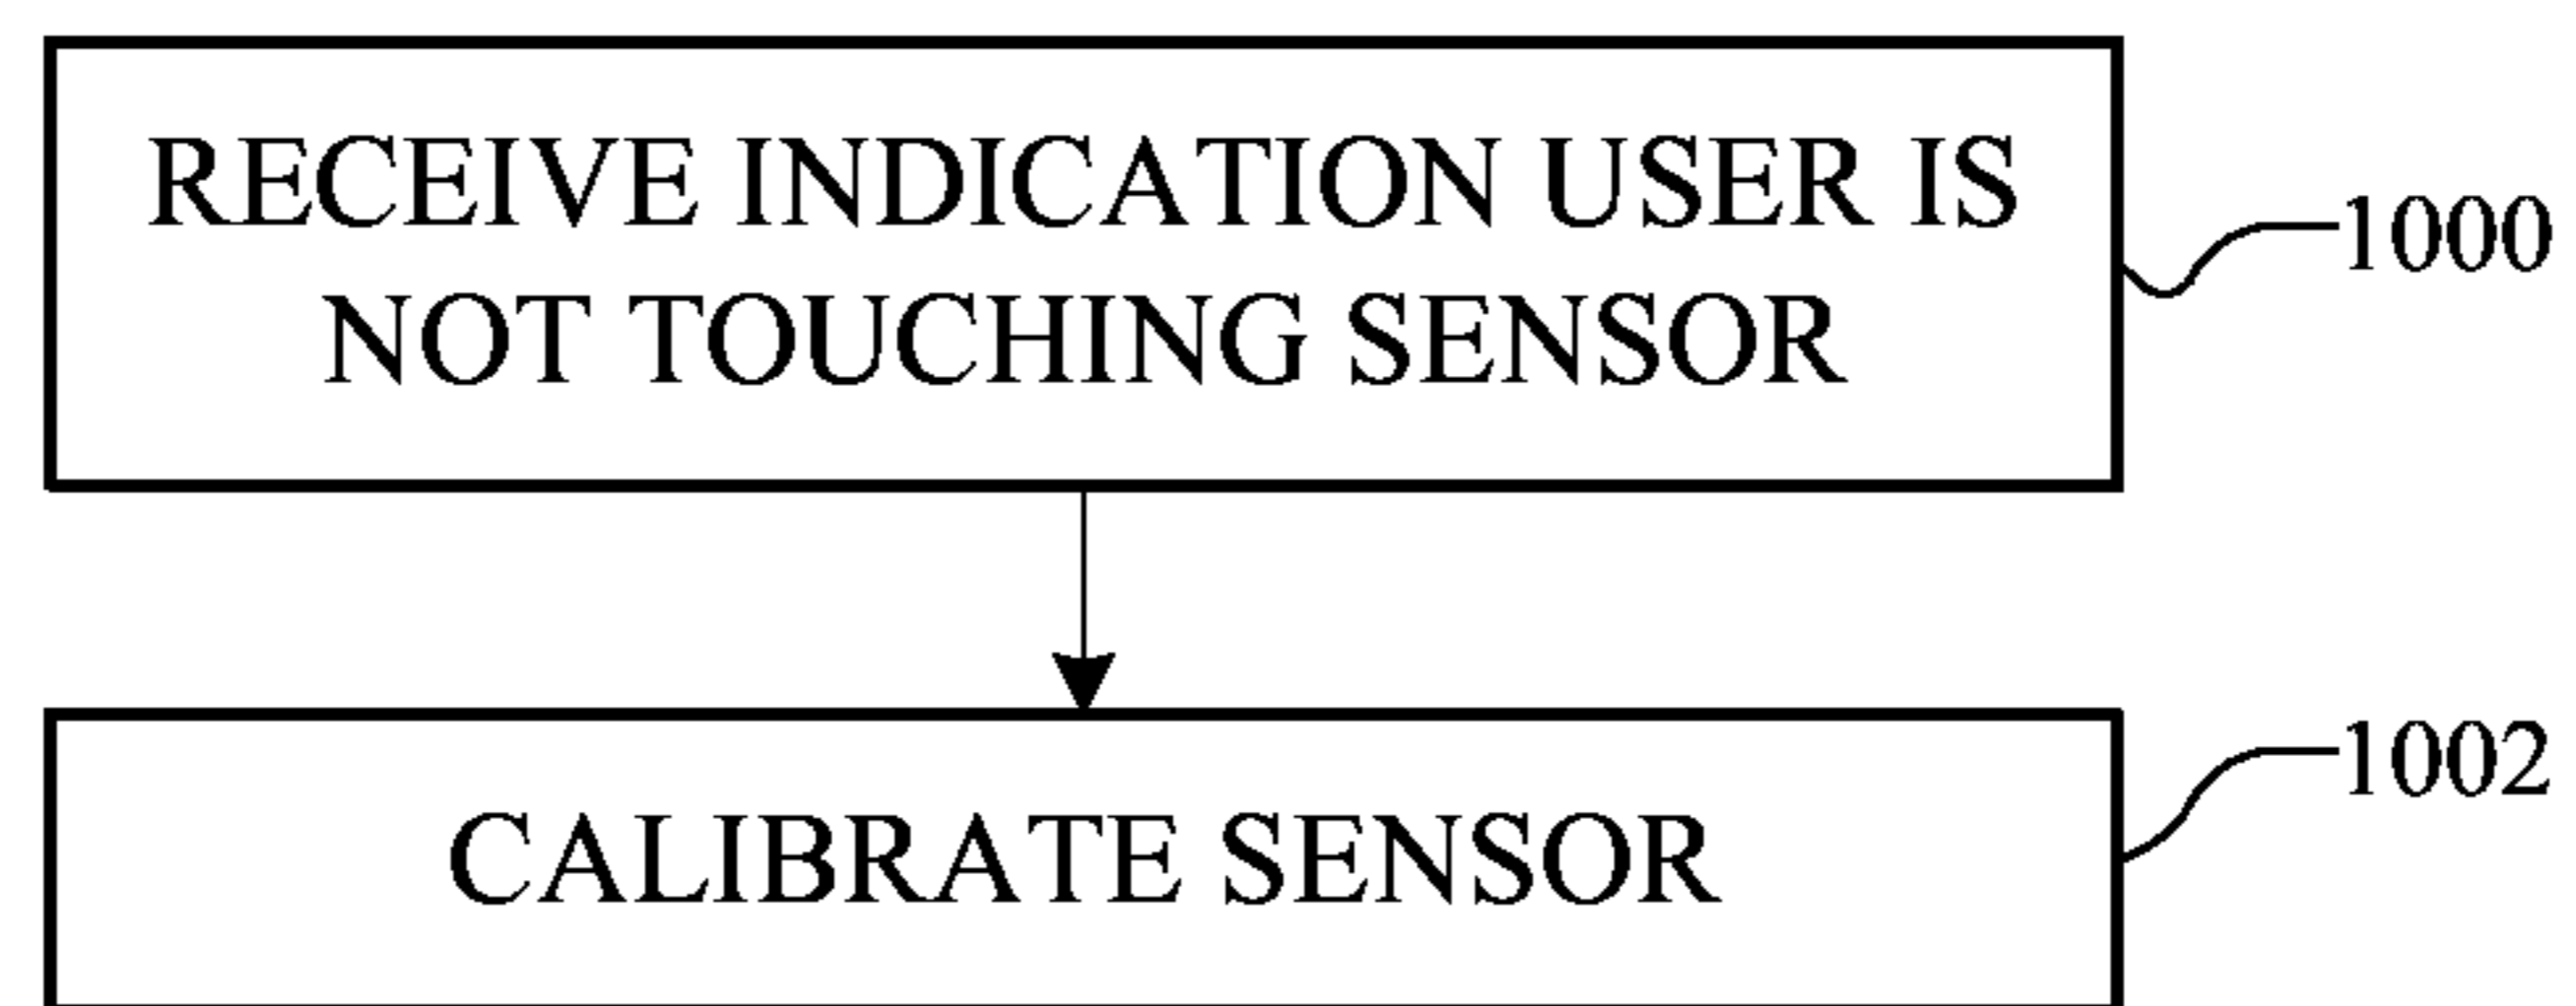 RECEIVE INDICATION USER IS
NOT TOUCHING SENSOR
1000
CALIBRATE SENSOR
1002